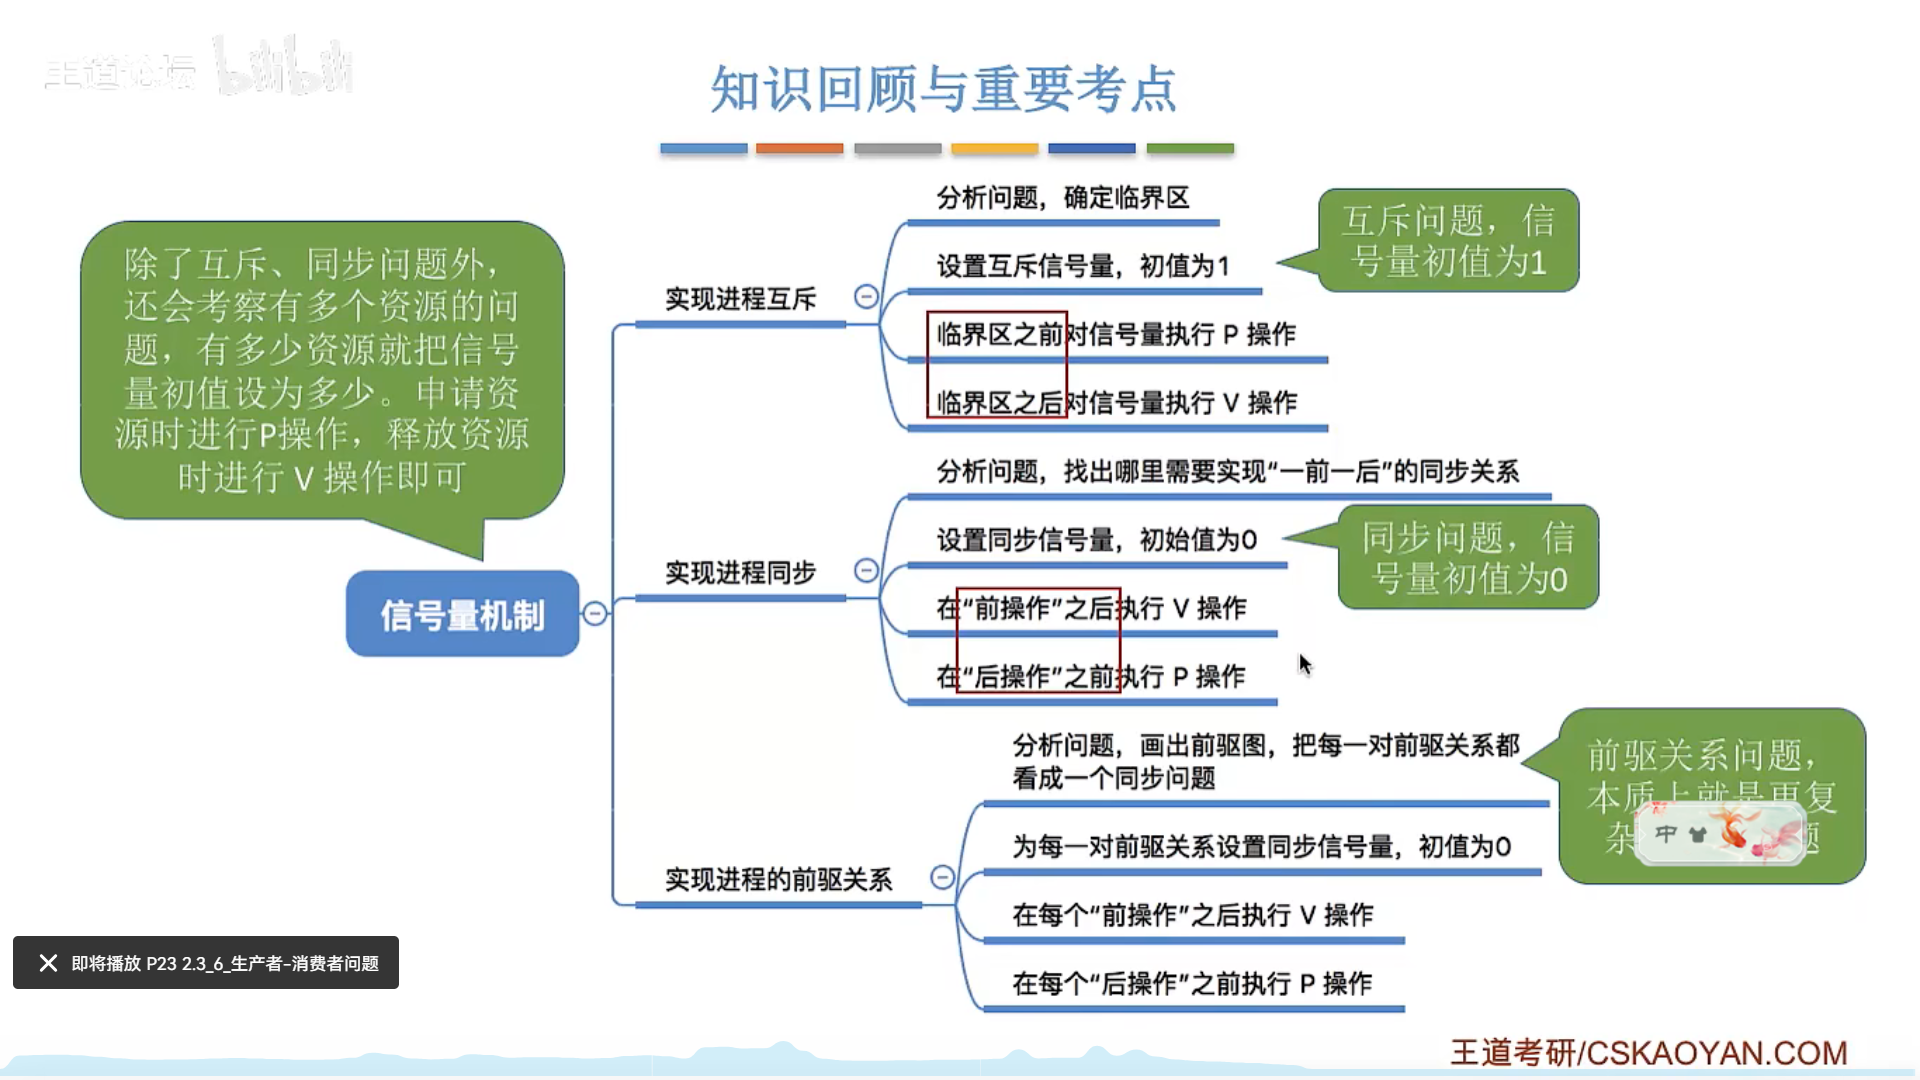 王道论坛 bilibili
知识回顾与重要考点
除了互斥、同步问题外，
还会考察有多个资源的问
题，有多少资源就把信号
量初值设为多少。申请资
源时进行P操作，释放资源
时进行 V 操作即可
信号量机制
实现进程互斥
分析问题，确定临界区
设置互斥信号量，初值为1
互斥问题，信
号量初值为1
临界区之前对信号量执行 P 操作
临界区之后对信号量执行 V 操作
实现进程同步
分析问题，找出哪里需要实现“一前一后”的同步关系
设置同步信号量，初始值为0
同步问题，信
号量初值为0
在“前操作”之后执行 V 操作
在“后操作”之前执行 P 操作
实现进程的前驱关系
分析问题，画出前驱图，把每一对前驱关系都
看成一个同步问题
前驱关系问题，
本质上就是更复
杂
题
中
为每一对前驱关系设置同步信号量，初值为0
在每个“前操作”之后执行 V 操作
在每个“后操作”之前执行 P 操作
即将播放 P23 2.3_6_生产者-消费者问题
王道考研/CSKAOYAN.COM